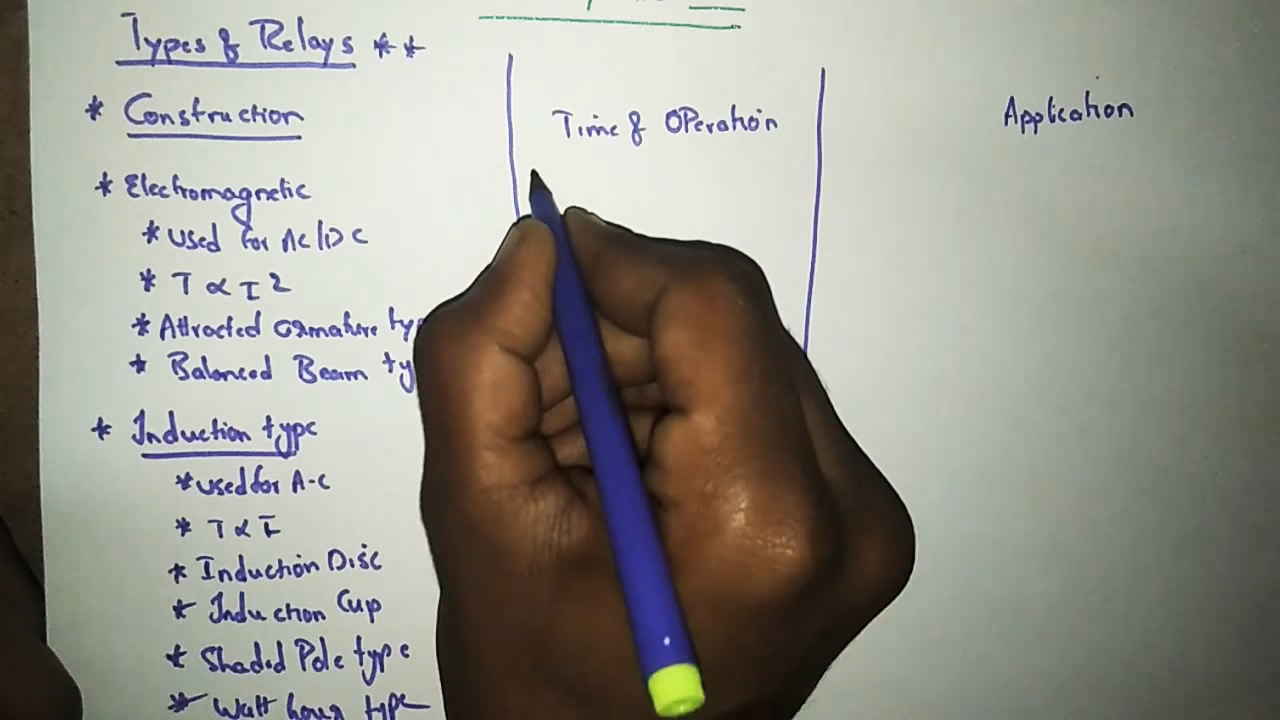 Types of Relays **
* Construction
Time of Operation
Application
* Electromagnetic
* used for AC/DC
* T ∝ I 2
* Attracted armature typ
* Balanced Beam ty
* Induction type
* used for A-C
* T ∝ I
* Induction Disc
* Induction Cup
* Shaded Pole type
* Watt hour type